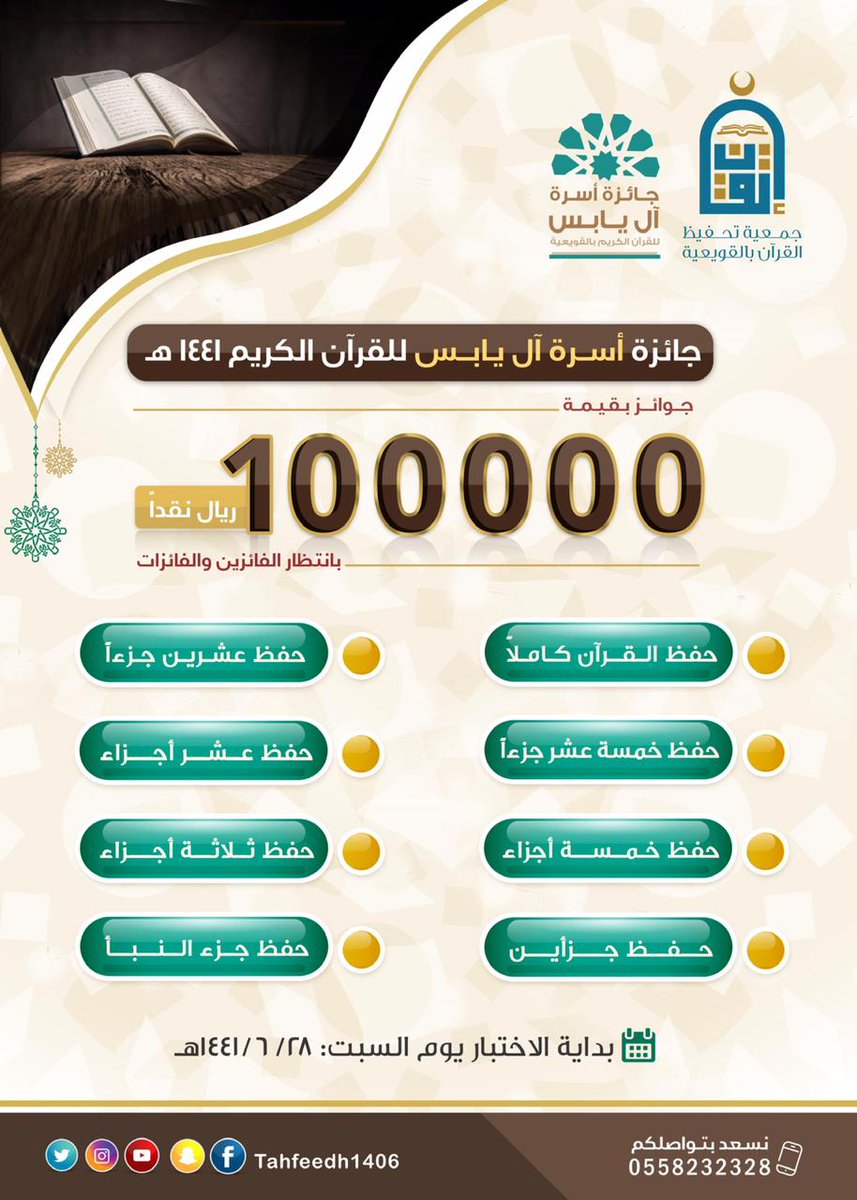 إتقان
جمعية تحفيظ
القرآن بالقويعية
جائزة أسرة
آل يابس
للقرآن الكريم بالقويعية
جائزة أسرة آل يابس للقرآن الكريم ١٤٤١ هـ
جوائز بقيمة
100000
ريال نقداً
بانتظار الفائزين والفائزات
حفظ القرآن كاملاً
حفظ عشرين جزءاً
حفظ خمسة عشر جزءاً
حفظ عشر أجزاء
حفظ خمسة أجزاء
حفظ ثلاثة أجزاء
حفظ جزأين
حفظ جزء النبأ
بداية الاختبار يوم السبت: ٢٨/ ٦ /١٤٤١هـ
نسعد بتواصلكم
0558232328
Tahfeedh1406